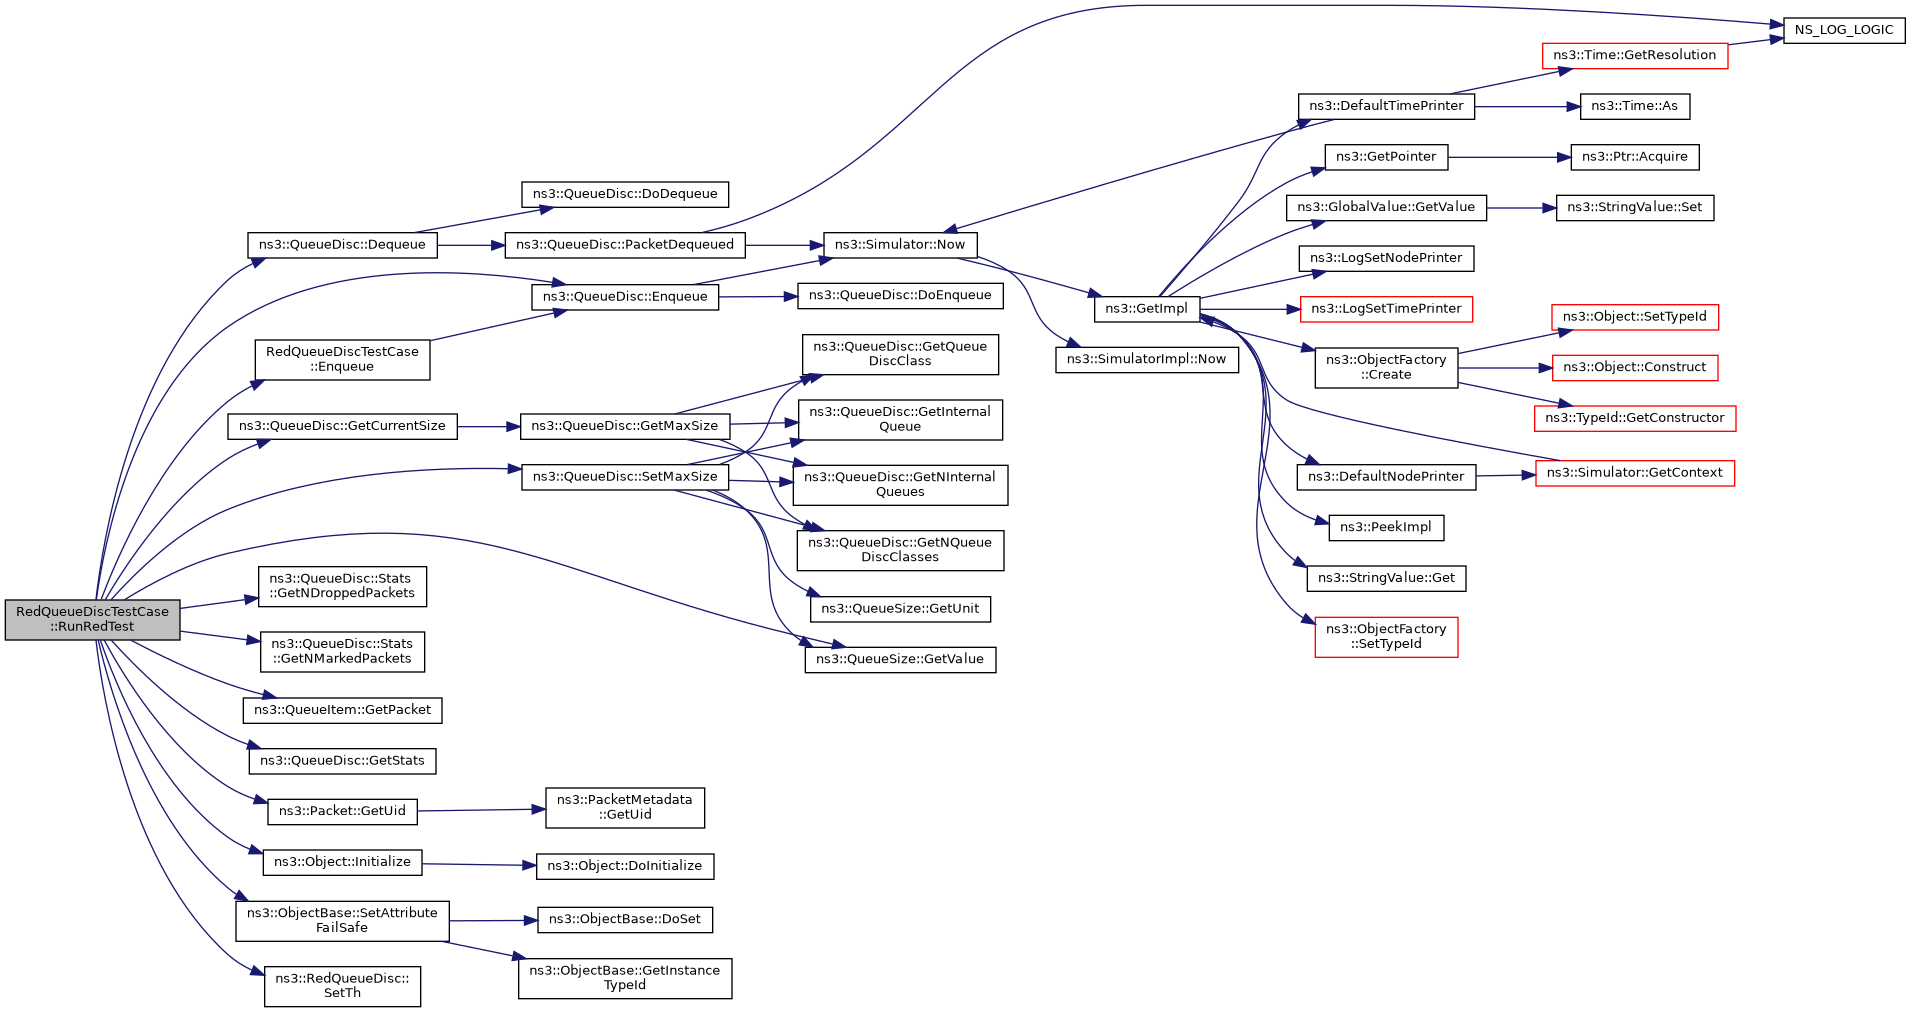 RedQueueDiscTestCase
::RunRedTest
ns3::QueueDisc::Dequeue
ns3::QueueDisc::DoDequeue
ns3::QueueDisc::PacketDequeued
NS_LOG_LOGIC
ns3::Simulator::Now
ns3::GetImpl
ns3::DefaultTimePrinter
ns3::Time::GetResolution
ns3::Time::As
ns3::GetPointer
ns3::Ptr::Acquire
ns3::GlobalValue::GetValue
ns3::StringValue::Set
ns3::LogSetNodePrinter
ns3::LogSetTimePrinter
ns3::ObjectFactory
::Create
ns3::Object::SetTypeId
ns3::Object::Construct
ns3::TypeId::GetConstructor
ns3::DefaultNodePrinter
ns3::Simulator::GetContext
ns3::PeekImpl
ns3::StringValue::Get
ns3::ObjectFactory
::SetTypeId
ns3::SimulatorImpl::Now
ns3::QueueDisc::Enqueue
ns3::QueueDisc::DoEnqueue
RedQueueDiscTestCase
::Enqueue
ns3::QueueDisc::GetCurrentSize
ns3::QueueDisc::GetMaxSize
ns3::QueueDisc::GetQueue
DiscClass
ns3::QueueDisc::GetInternal
Queue
ns3::QueueDisc::GetNInternal
Queues
ns3::QueueDisc::GetNQueue
DiscClasses
ns3::QueueDisc::SetMaxSize
ns3::QueueSize::GetUnit
ns3::QueueSize::GetValue
ns3::QueueDisc::Stats
::GetNDroppedPackets
ns3::QueueDisc::Stats
::GetNMarkedPackets
ns3::QueueItem::GetPacket
ns3::QueueDisc::GetStats
ns3::Packet::GetUid
ns3::PacketMetadata
::GetUid
ns3::Object::Initialize
ns3::Object::DoInitialize
ns3::ObjectBase::SetAttribute
FailSafe
ns3::ObjectBase::DoSet
ns3::ObjectBase::GetInstance
TypeId
ns3::RedQueueDisc::
SetTh